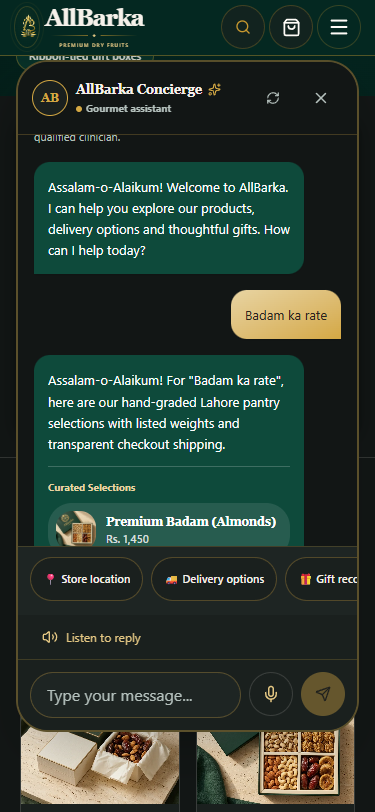 AllBarka
PREMIUM DRY FRUITS
Ribbon-tied gift boxes
AB
AllBarka Concierge
Gourmet assistant
qualified clinician.
Assalam-o-Alaikum! Welcome to AllBarka.
I can help you explore our products,
delivery options and thoughtful gifts. How
can I help today?
Badam ka rate
Assalam-o-Alaikum! For "Badam ka rate",
here are our hand-graded Lahore pantry
selections with listed weights and
transparent checkout shipping.
Curated Selections
Premium Badam (Almonds)
Rs. 1,450
📍 Store location
🚚 Delivery options
🎁 Gift reco
Listen to reply
Type your message...